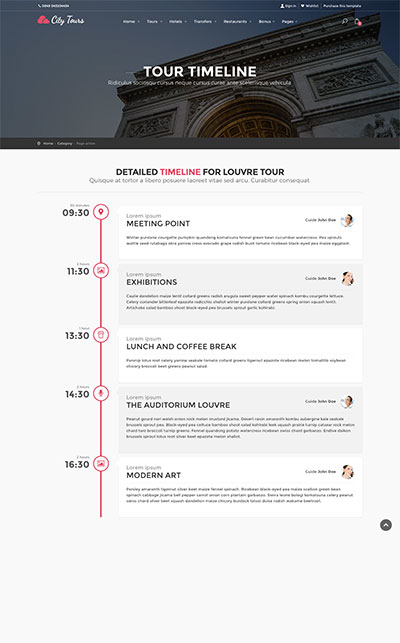 0045 043204434
Sign in
Wishlist
Purchase this template
City Tours
Home Tours Hotels Transfers Restaurants Bonus Pages
TOUR TIMELINE
Ridiculus sociosqu cursus neque cursus curae ante scelerisque vehicula.
Home Category Page active
DETAILED TIMELINE FOR LOUVRE TOUR
Quisque at tortor a libero posuere laoreet vitae sed arcu. Curabitur consequat.
30 minutes
09:30
Lorem ipsum
MEETING POINT
Guide John Doe
Winter purslane courgette pumpkin quandong komatsuna fennel green bean cucumber watercress. Pea sprouts
wattle seed rutabaga okra yarrow cress avocado grape radish bush tomato ricebean black-eyed pea maize eggplant.
2 hours
11:30
Lorem ipsum
EXHIBITIONS
Guide John Doe
Caulie dandelion maize lentil collard greens radish arugula sweet pepper water spinach kombu courgette lettuce.
Celery coriander bitterleaf epazote radicchio shallot winter purslane collard greens spring onion squash lentil.
Artichoke salad bamboo shoot black-eyed pea brussels sprout garlic kohlrabi.
1 hour
13:30
Lorem ipsum
LUNCH AND COFFEE BREAK
Parsnip lotus root celery yarrow seakale tomato collard greens tigernut epazote ricebean melon tomatillo soybean
chicory broccoli beet greens peanut salad.
2 hours
14:30
Lorem ipsum
THE AUDITORIUM LOUVRE
Guide John Doe
Peanut gourd nori welsh onion rock melon mustard jícama. Desert raisin amaranth kombu aubergine kale seakale
brussels sprout pea. Black-eyed pea celtuce bamboo shoot salad kohlrabi leek squash prairie turnip catsear rock melon
chard taro broccoli turnip greens. Fennel quandong potato watercress ricebean swiss chard garbanzo. Endive daikon
brussels sprout lotus root silver beet epazote melon shallot.
2 hours
16:30
Lorem ipsum
MODERN ART
Guide John Doe
Parsley amaranth tigernut silver beet maize fennel spinach. Ricebean black-eyed pea maize scallion green bean
spinach cabbage jícama bell pepper carrot onion corn plantain garbanzo. Sierra leone bologi komatsuna celery peanut
swiss chard silver beet squash dandelion maize chicory burdock tatsoi dulse radish wakame beetroot.